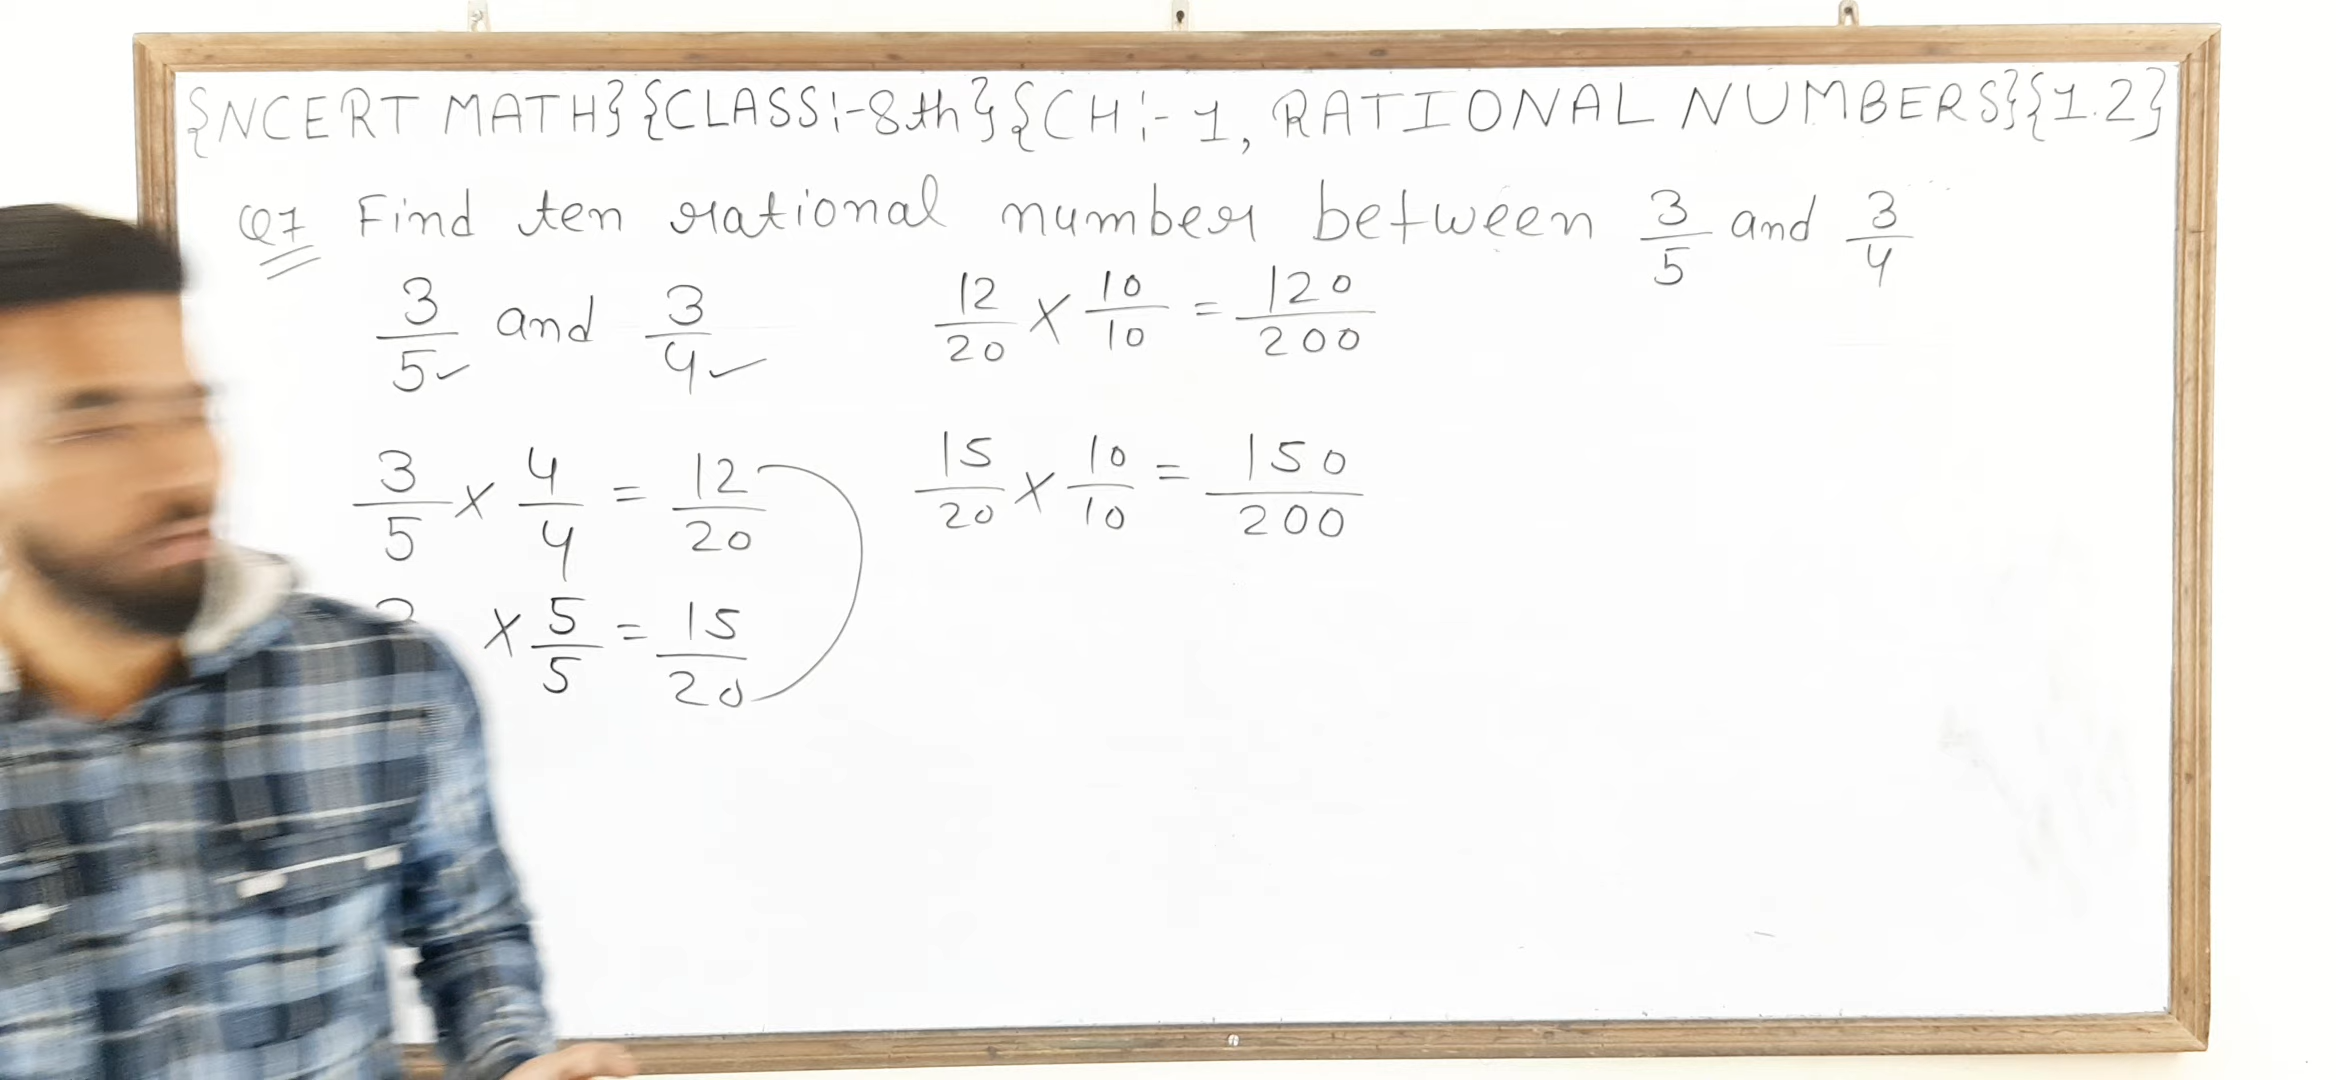 {NCERT MATH}{CLASS:-8th}{CH:-1, RATIONAL NUMBERS}{1.2}
Q7 Find ten rational number between 3/5 and 3/4
3/5 ✓ and 3/4 ✓
3/5 × 4/4 = 12/20
× 5/5 = 15/20
12/20 × 10/10 = 120/200
15/20 × 10/10 = 150/200